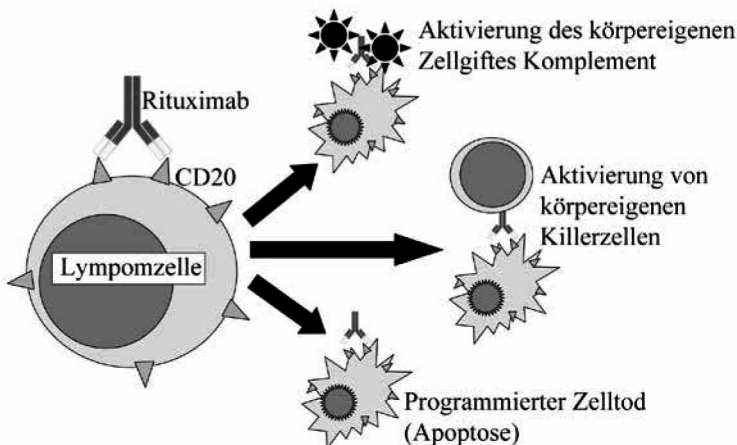 Aktivierung des körpereigenen
Zellgiftes Komplement
Rituximab
CD20
Aktivierung von
körpereigenen
Killerzellen
Lympomzelle
Programmierter Zelltod
(Apoptose)